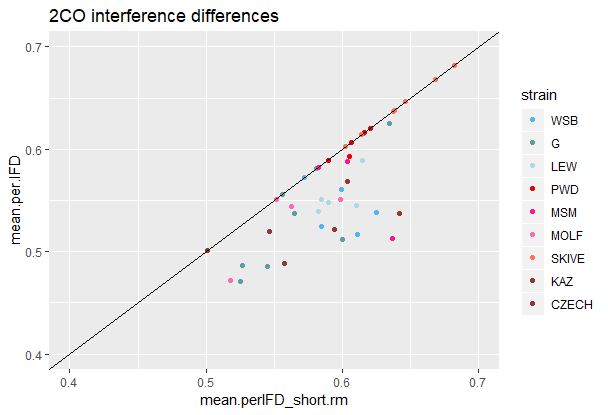 2CO interference differences
mean.per.IFD
0.7
0.6
0.5
0.4
0.4 0.5 0.6 0.7
mean.perIFD_short.rm
strain
WSB
G
LEW
PWD
MSM
MOLF
SKIVE
KAZ
CZECH